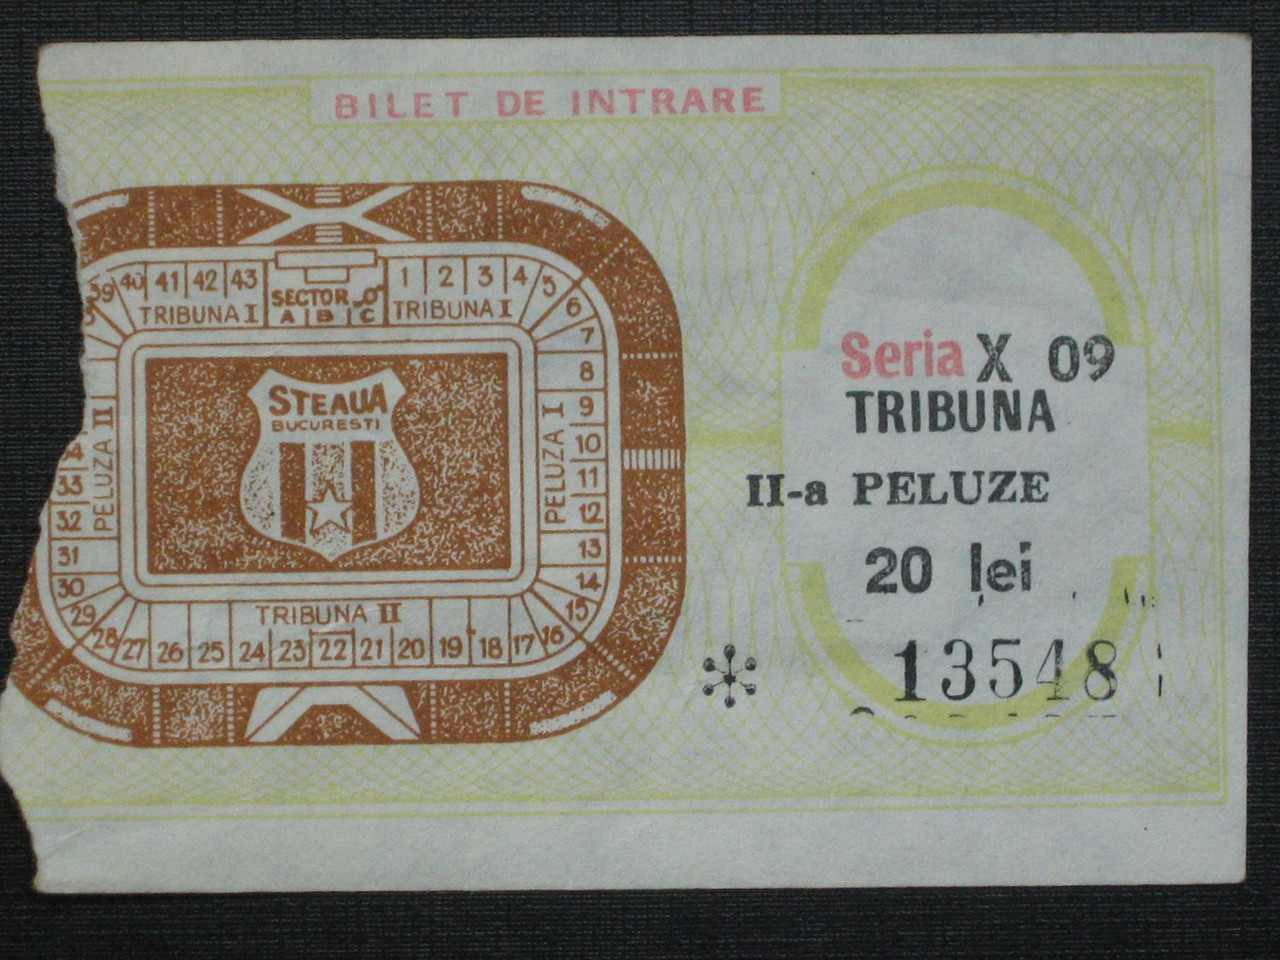 BILET DE INTRARE
39 40 41 42 43
SECTOR O
1 2 3 4 5 6 7
TRIBUNA I
A B C
TRIBUNA I
STEAUA
BUCUREȘTI
PELUZA II
33
32
31
30
29
PELUZA I
8
9
10
11
12
13
14
15
TRIBUNA II
28 27 26 25 24 23 22 21 20 19 18 17 16
Seria X 09
TRIBUNA
II-a PELUZE
20 lei
* 13548